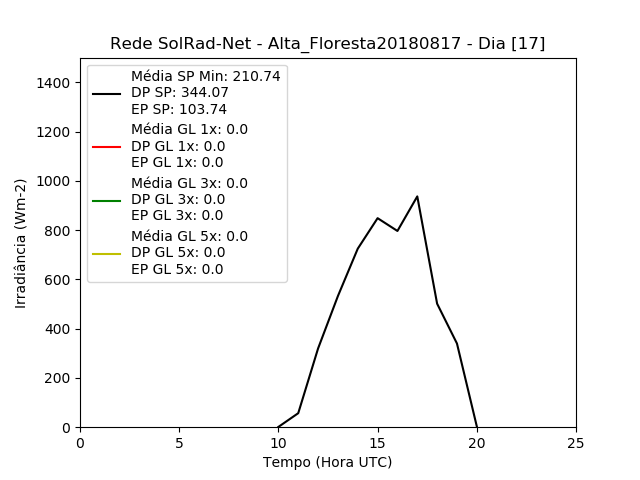 Rede SolRad-Net - Alta_Floresta20180817 - Dia [17]
Média SP Min: 210.74
DP SP: 344.07
EP SP: 103.74
Média GL 1x: 0.0
DP GL 1x: 0.0
EP GL 1x: 0.0
Média GL 3x: 0.0
DP GL 3x: 0.0
EP GL 3x: 0.0
Média GL 5x: 0.0
DP GL 5x: 0.0
EP GL 5x: 0.0
Irradiância (Wm-2)
1400
1200
1000
800
600
400
200
0
0 5 10 15 20 25
Tempo (Hora UTC)